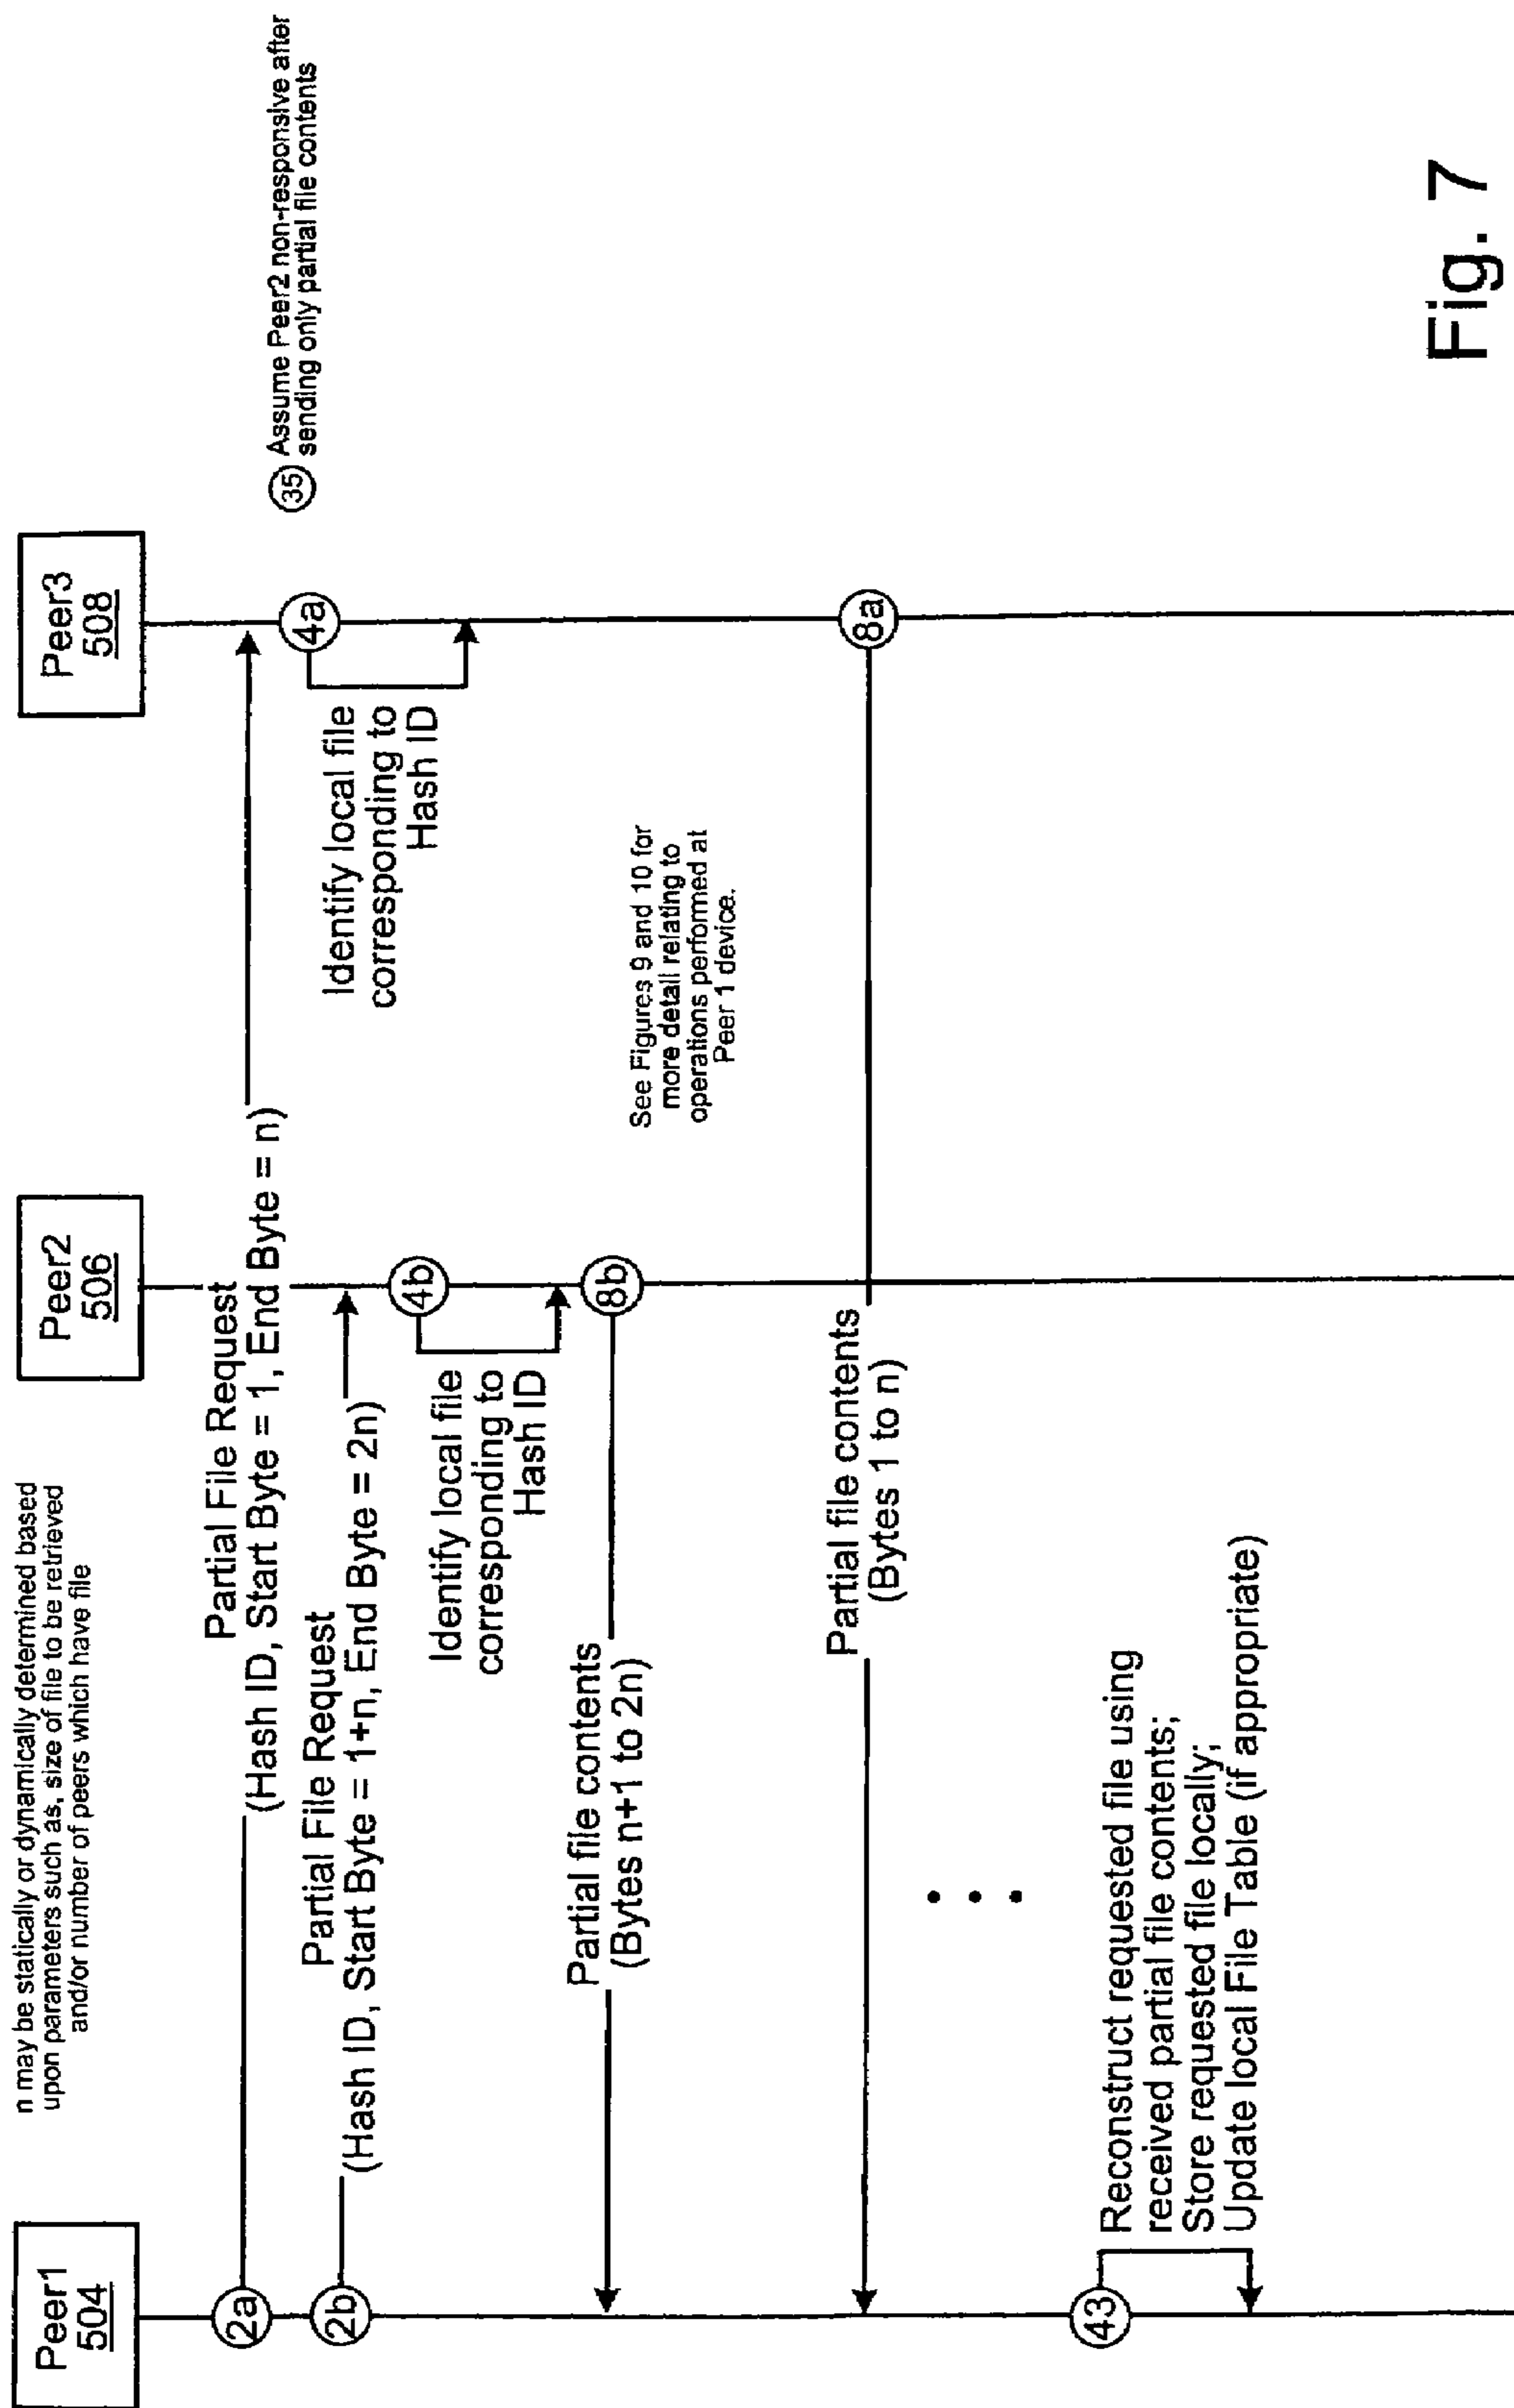 n may be statically or dynamically determined based
upon parameters such as, size of file to be retrieved
and/or number of peers which have file
Peer1
504
Peer2
506
Peer3
508
35
Assume Peer2 non-responsive after
sending only partial file contents
2a
Partial File Request
(Hash ID, Start Byte = 1, End Byte = n)
2b
Partial File Request
(Hash ID, Start Byte = 1+n, End Byte = 2n)
4a
Identify local file
corresponding to
Hash ID
4b
Identify local file
corresponding to
Hash ID
8b
Partial file contents
(Bytes n+1 to 2n)
See Figures 9 and 10 for
more detail relating to
operations performed at
Peer 1 device.
8a
Partial file contents
(Bytes 1 to n)
43
Reconstruct requested file using
received partial file contents;
Store requested file locally;
Update local File Table (if appropriate)
Fig. 7